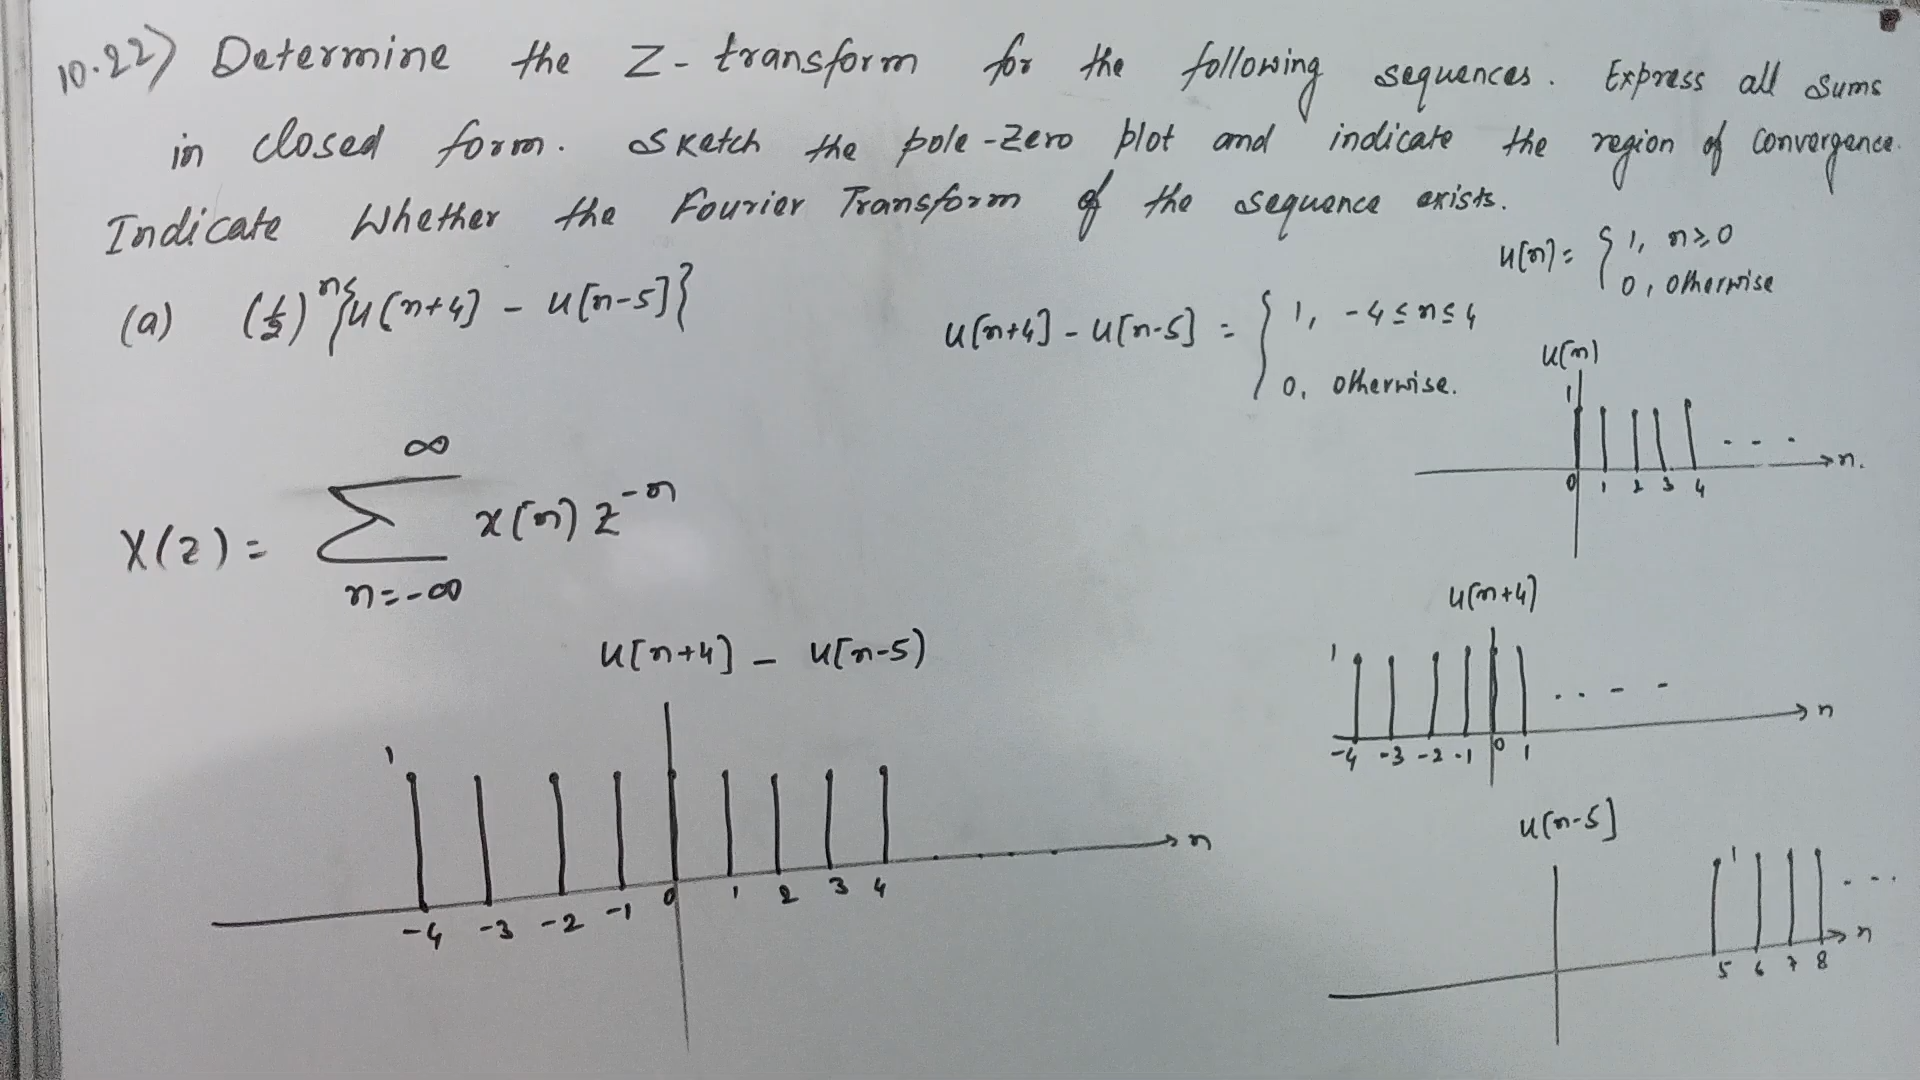 10.22) Determine the Z-transform for the following sequences. Express all sums
in closed form. Sketch the pole-zero plot and indicate the region of convergence.
Indicate Whether the Fourier Transform of the sequence exists.
u[n] = { 1, n≥0
0, otherwise
(a) (1/2)^n {u[n+4] - u[n-5]}
u[n+4] - u[n-5] = { 1, -4≤n≤4
0, otherwise.
u[n]
1
0 1 2 3 4
n.
X(z) = ∑ x[n] z^-n
∞
n=-∞
u[n+4]
1
-4 -3 -2 -1 0 1
n
u[n+4] - u[n-5]
1
-4 -3 -2 -1 0 1 2 3 4
n
u[n-5]
1
5 6 7 8
n